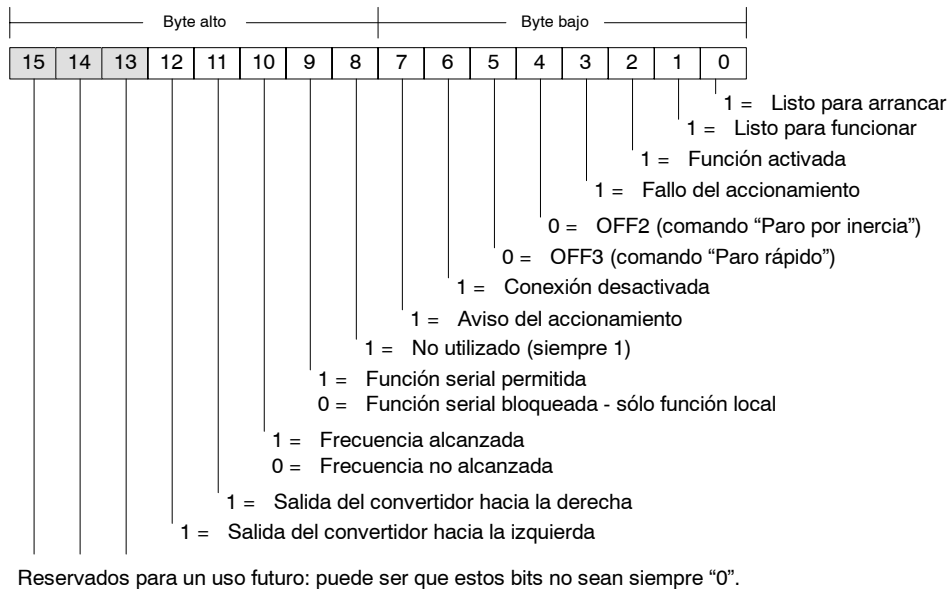 Byte alto Byte bajo
15 14 13 12 11 10 9 8 7 6 5 4 3 2 1 0
1 = Listo para arrancar
1 = Listo para funcionar
1 = Función activada
1 = Fallo del accionamiento
0 = OFF2 (comando “Paro por inercia”)
0 = OFF3 (comando “Paro rápido”)
1 = Conexión desactivada
1 = Aviso del accionamiento
1 = No utilizado (siempre 1)
1 = Función serial permitida
0 = Función serial bloqueada - sólo función local
1 = Frecuencia alcanzada
0 = Frecuencia no alcanzada
1 = Salida del convertidor hacia la derecha
1 = Salida del convertidor hacia la izquierda
Reservados para un uso futuro: puede ser que estos bits no sean siempre “0”.